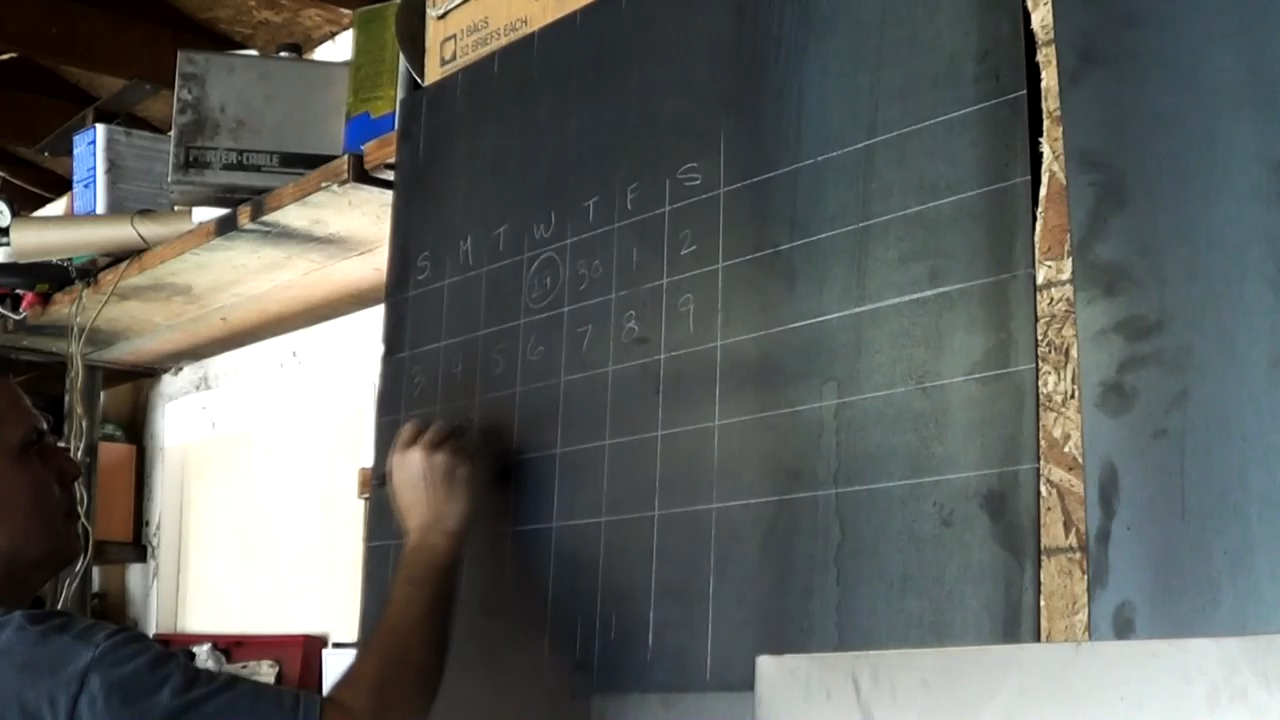 3 BAGS
32 BRIEFS EACH
PORTER-CABLE
S M T W T F S
29 30 1 2
3 4 5 6 7 8 9